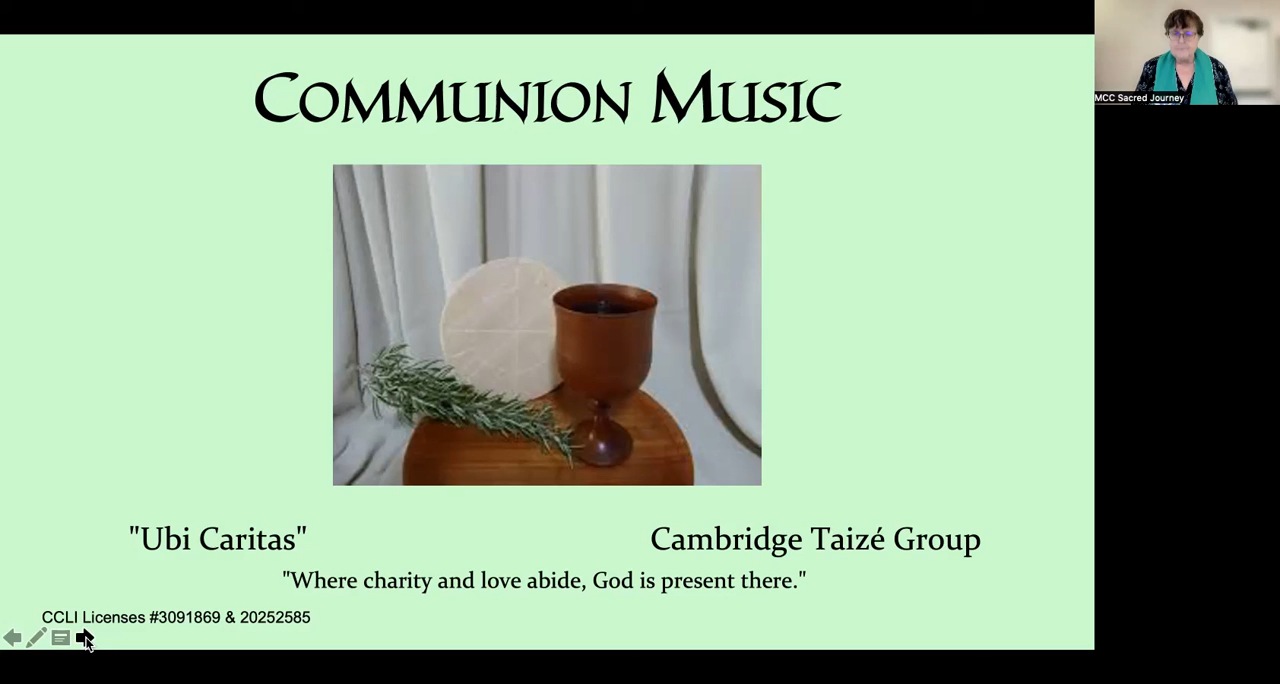 Communion Music
MCC Sacred Journey
"Ubi Caritas"
Cambridge Taizé Group
"Where charity and love abide, God is present there."
CCLI Licenses #3091869 & 20252585